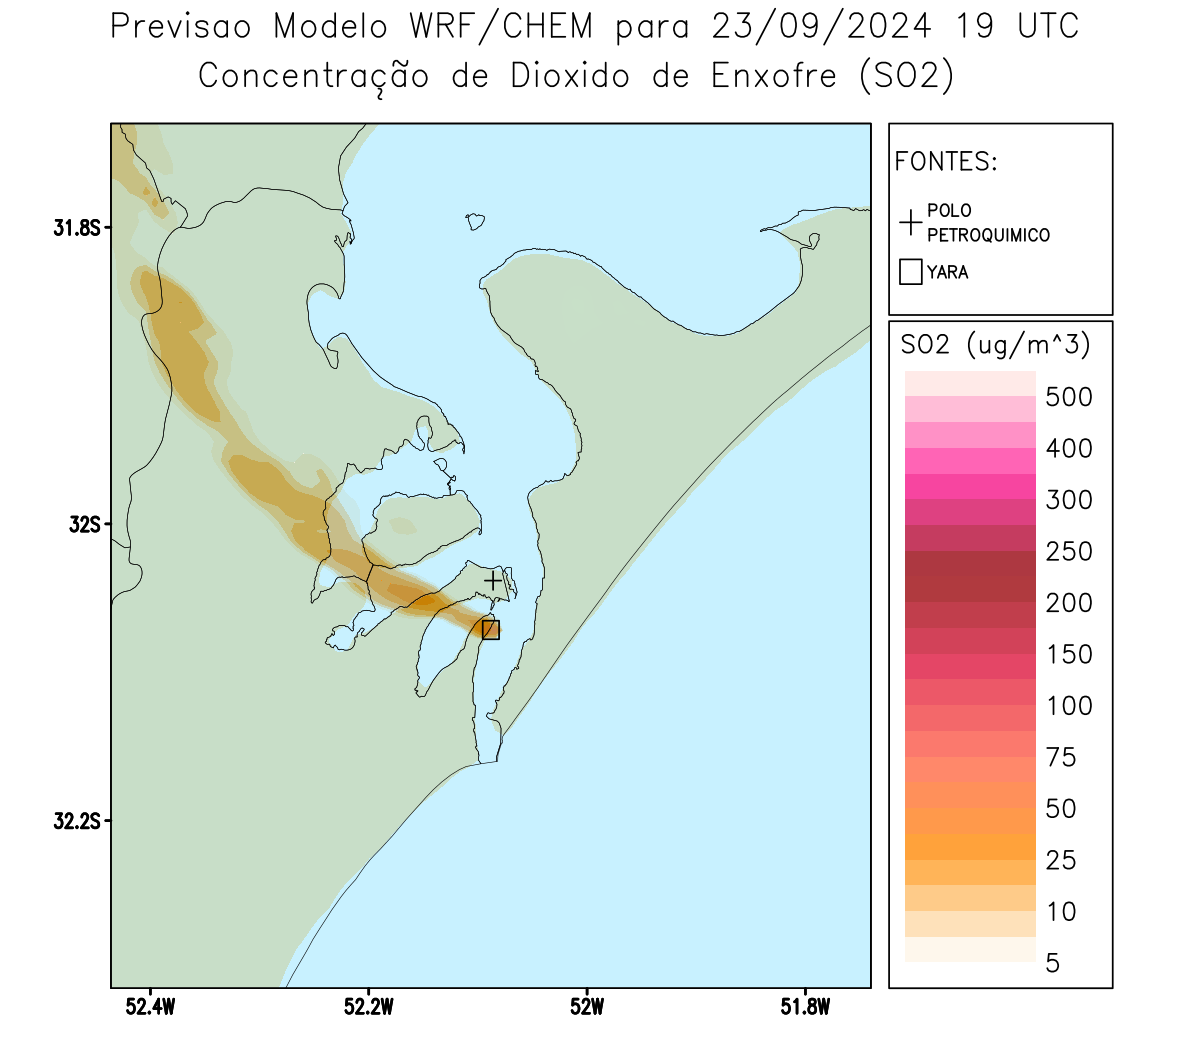 Previsao Modelo WRF/CHEM para 23/09/2024 19 UTC
Concentração de Dioxido de Enxofre (SO2)
FONTES:
POLO
PETROQUIMICO
YARA
SO2 (ug/m^3)
500
400
300
250
200
150
100
75
50
25
10
5
31.8S
32S
32.2S
52.4W
52.2W
52W
51.8W